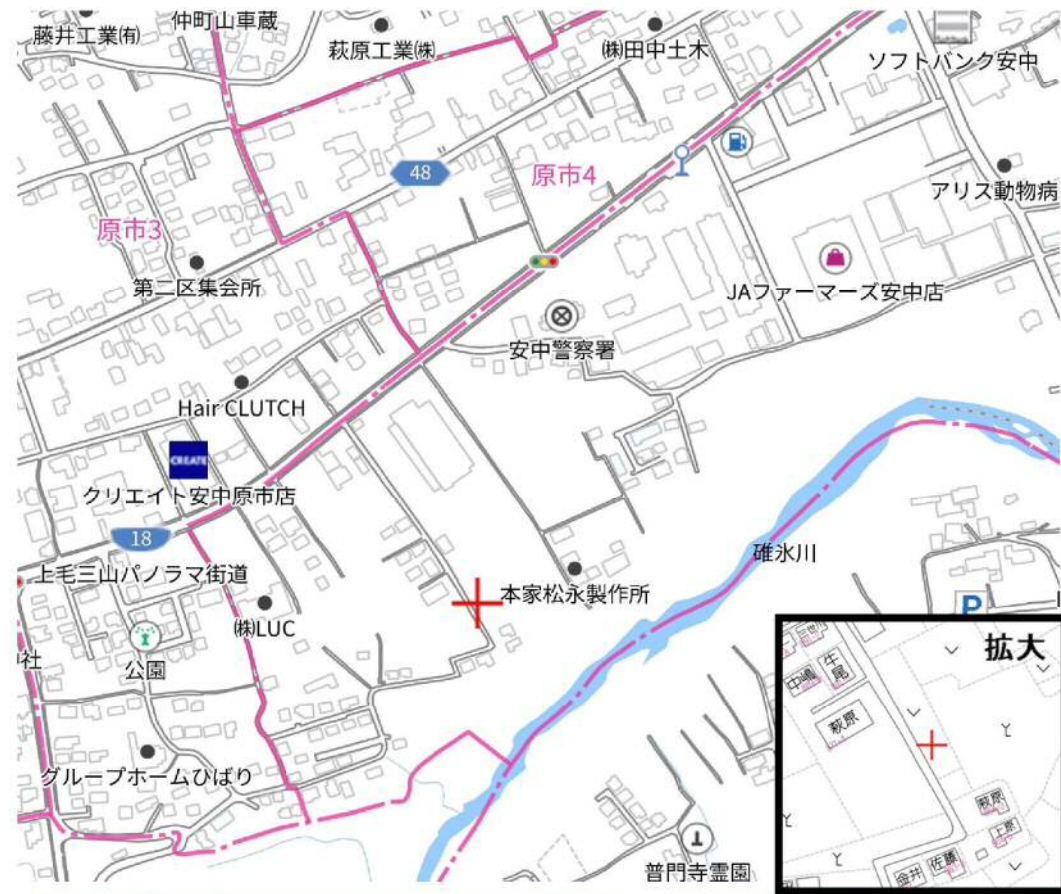 仲町山車蔵
藤井工業㈲
萩原工業㈱
㈱田中土木
ソフトバンク安中
48
原市4
アリス動物病
原市3
第二区集会所
JAファーマーズ安中店
安中警察署
Hair CLUTCH
CREATE
クリエイト安中原市店
18
碓氷川
上毛三山パノラマ街道
本家松永製作所
㈱LUC
P
社
公園
拡大
中嶋
牛尾
萩原
グループホームひばり
萩原
上原
佐藤
金井
普門寺霊園